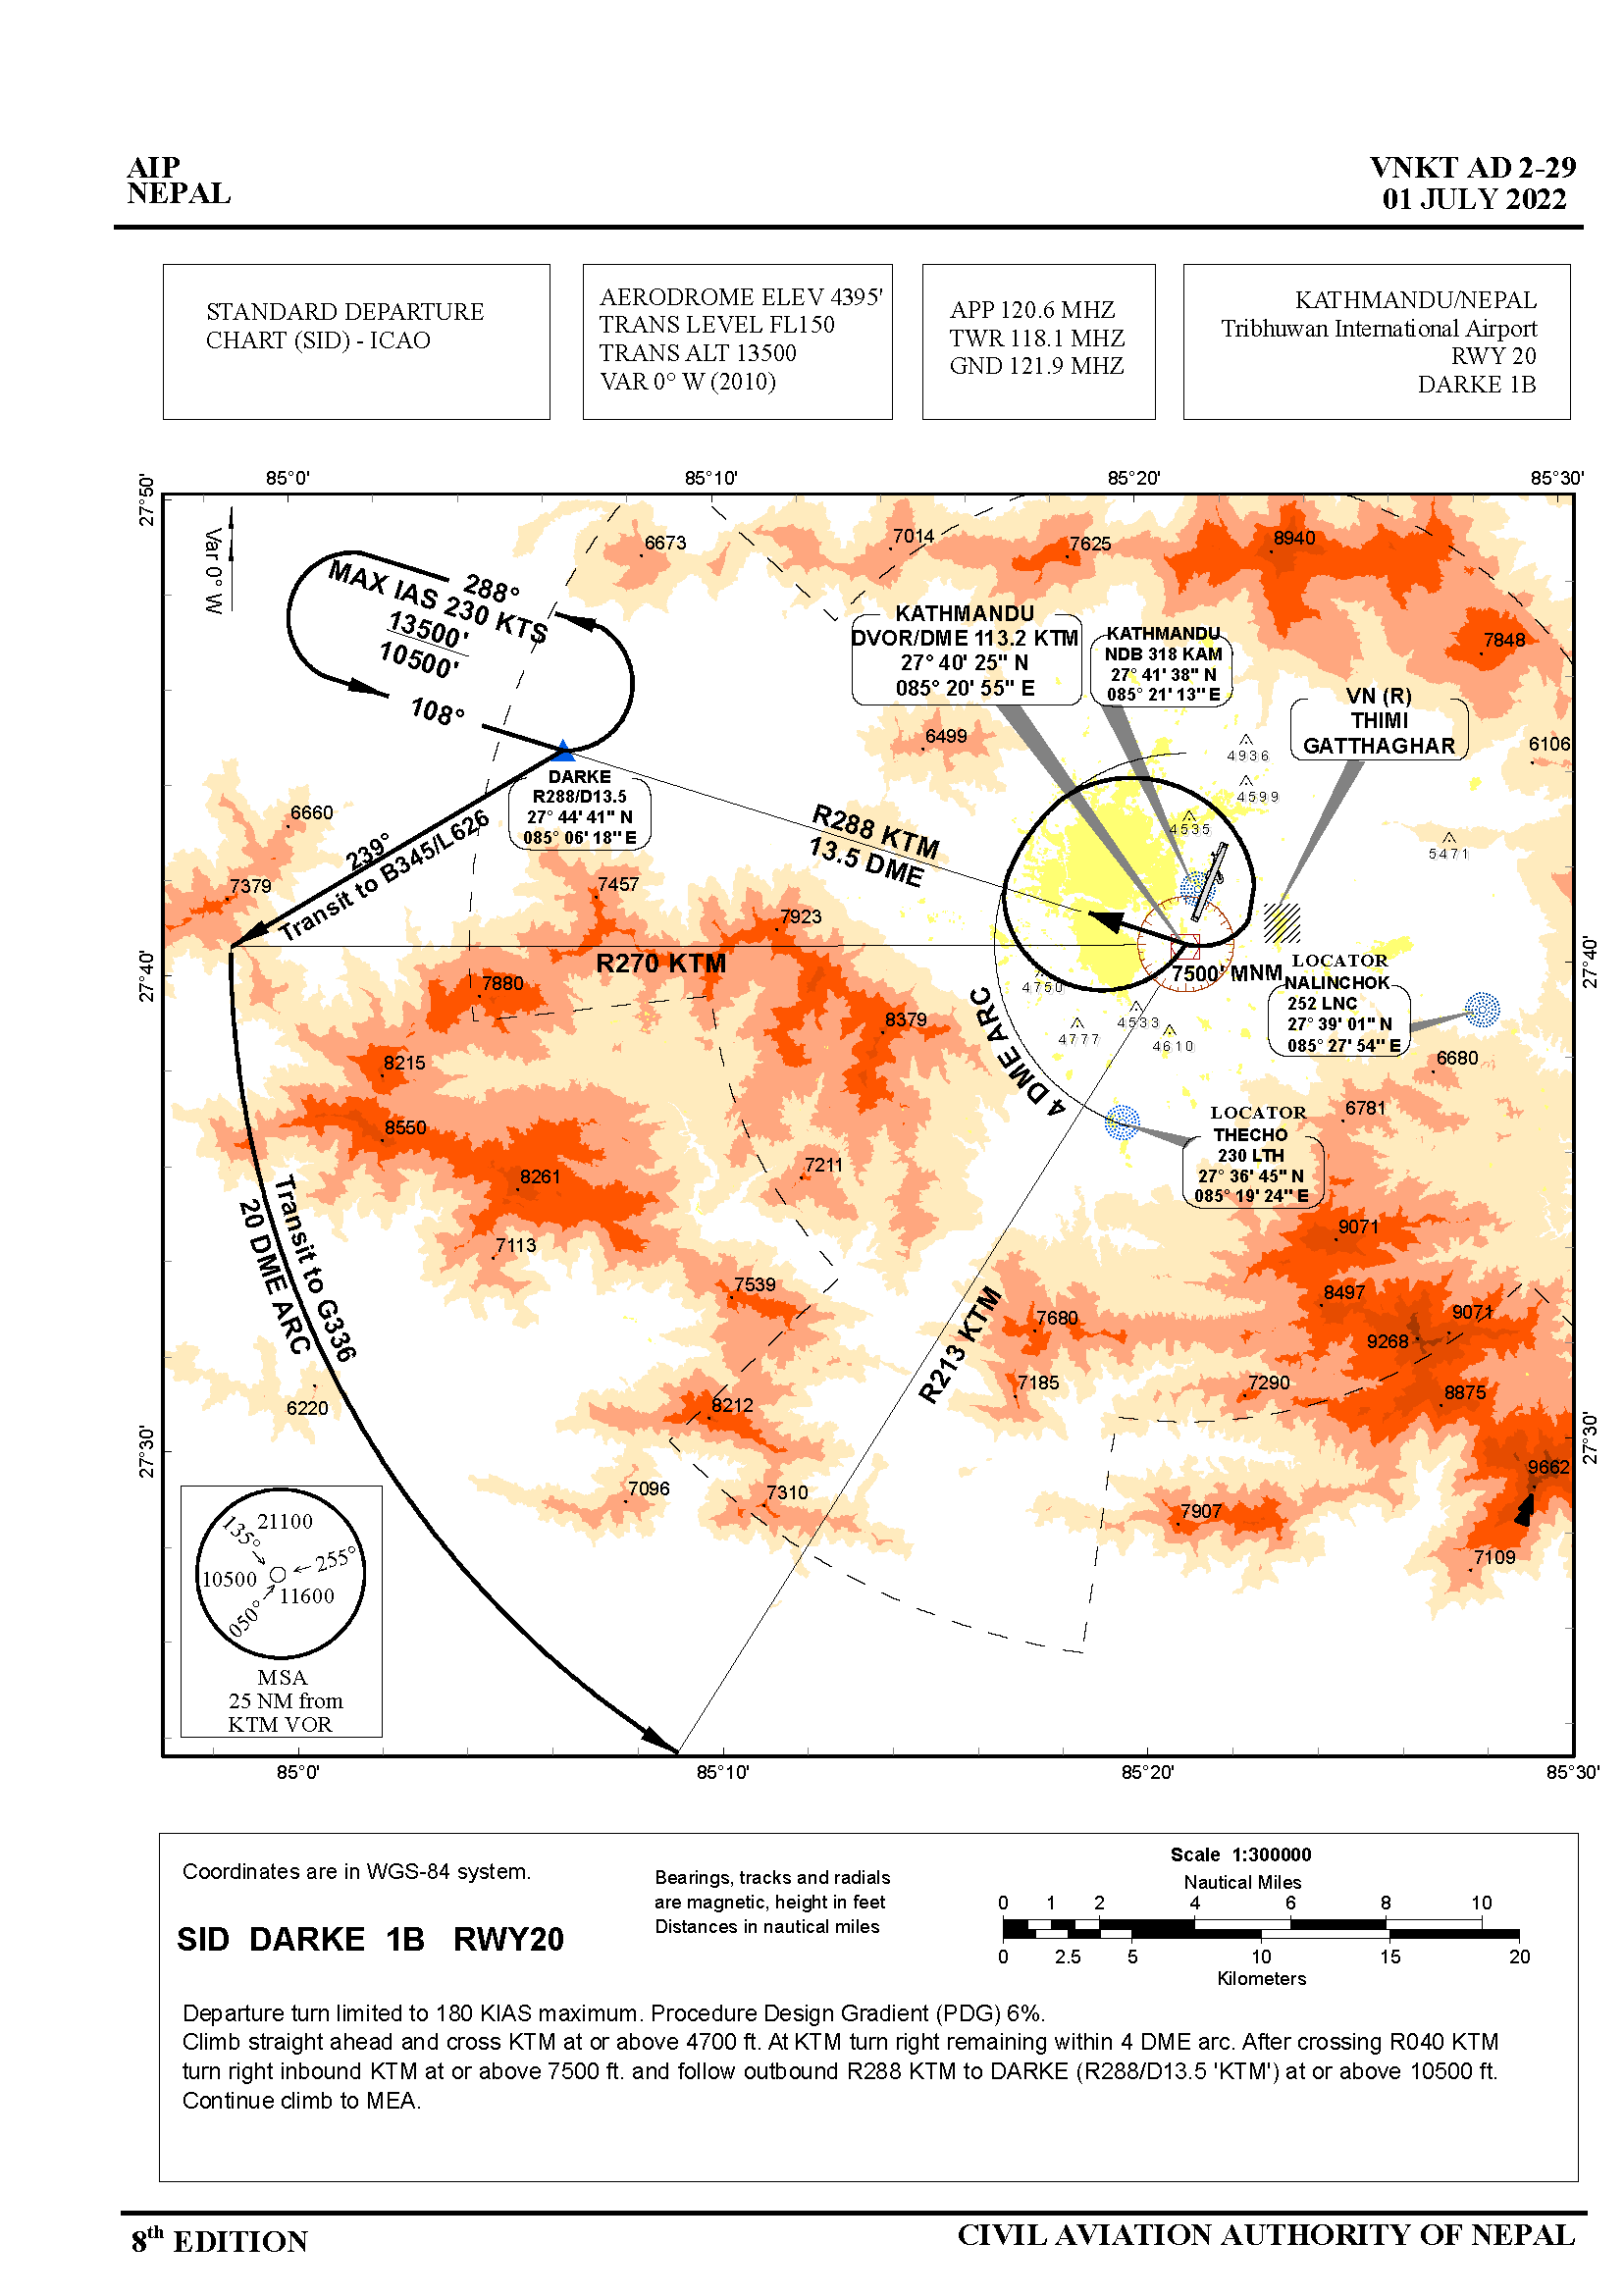 AIP
NEPAL
VNKT AD 2-29
01 JULY 2022
STANDARD DEPARTURE
CHART (SID) - ICAO
AERODROME ELEV 4395'
TRANS LEVEL FL150
TRANS ALT 13500
VAR 0° W (2010)
APP 120.6 MHZ
TWR 118.1 MHZ
GND 121.9 MHZ
KATHMANDU/NEPAL
Tribhuwan International Airport
RWY 20
DARKE 1B
85°0'
85°10'
85°20'
85°30'
27°50'
27°40'
27°30'
Var 0° W
6673
7014
7625
8940
7848
288°
MAX IAS 230 KTS
13500'
10500'
108°
KATHMANDU
DVOR/DME 113.2 KTM
27° 40' 25" N
085° 20' 55" E
KATHMANDU
NDB 318 KAM
27° 41' 38" N
085° 21' 13" E
VN (R)
THIMI
GATTHAGHAR
6499
4936
4599
4535
5471
6106
DARKE
R288/D13.5
27° 44' 41" N
085° 06' 18" E
6660
239°
Transit to B345/L626
R288 KTM
13.5 DME
7379
7457
7923
R270 KTM
7500' MNM
7880
8379
4750
4777
4533
4610
4 DME ARC
LOCATOR
NALINCHOK
252 LNC
27° 39' 01" N
085° 27' 54" E
27°40'
8215
8550
8261
7211
7113
6680
6781
LOCATOR
THECHO
230 LTH
27° 36' 45" N
085° 19' 24" E
Transit to G336
20 DME ARC
7539
R213 KTM
7680
7185
9071
8497
9071
9268
7290
8875
6220
8212
7096
7310
7907
9662
7109
27°30'
135°
21100
255°
10500
11600
050°
MSA
25 NM from
KTM VOR
85°0'
85°10'
85°20'
85°30'
Coordinates are in WGS-84 system.
Bearings, tracks and radials
are magnetic, height in feet
Distances in nautical miles
Scale 1:300000
Nautical Miles
0 1 2 4 6 8 10
0 2.5 5 10 15 20
Kilometers
SID DARKE 1B RWY20
Departure turn limited to 180 KIAS maximum. Procedure Design Gradient (PDG) 6%.
Climb straight ahead and cross KTM at or above 4700 ft. At KTM turn right remaining within 4 DME arc. After crossing R040 KTM
turn right inbound KTM at or above 7500 ft. and follow outbound R288 KTM to DARKE (R288/D13.5 'KTM') at or above 10500 ft.
Continue climb to MEA.
8th EDITION
CIVIL AVIATION AUTHORITY OF NEPAL